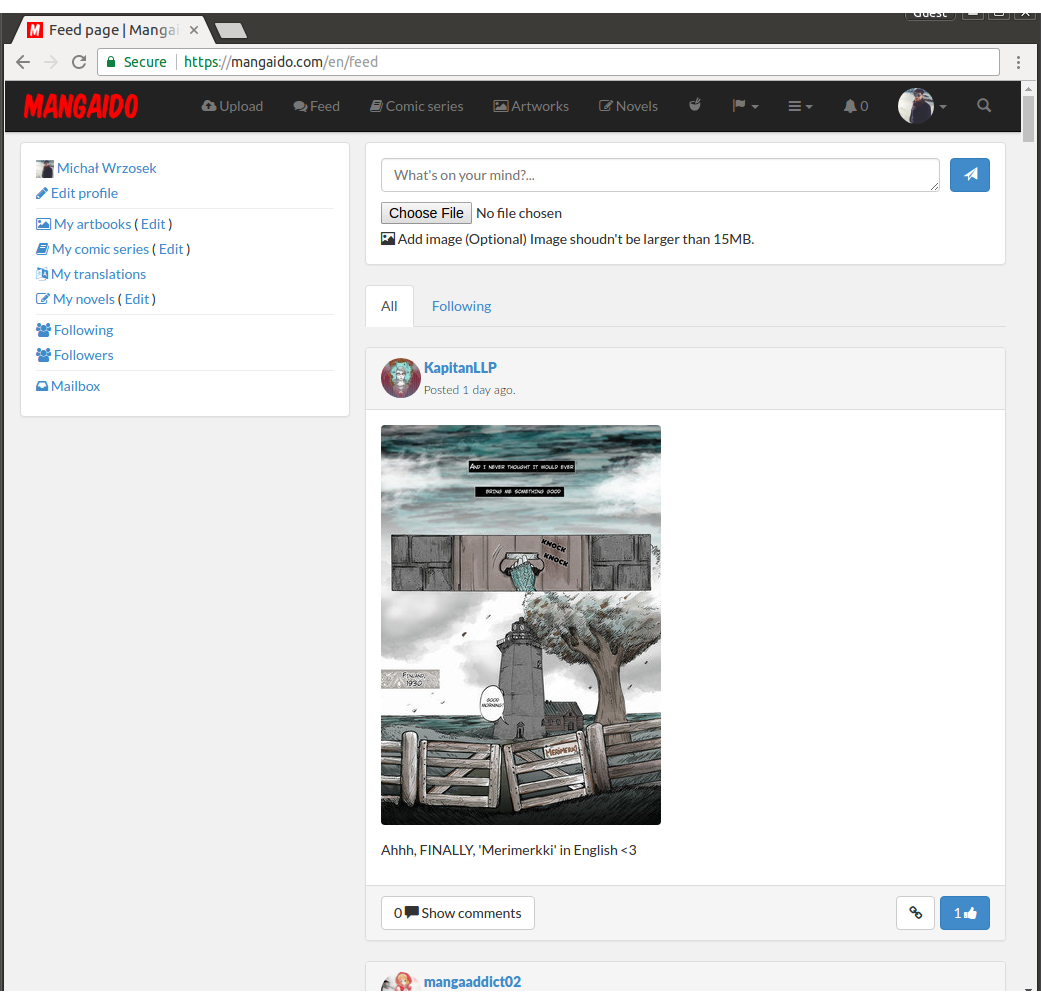 Guest
Feed page | Mangai
Secure https://mangaido.com/en/feed
MANGAIDO Upload Feed Comic series Artworks Novels 0
Michał Wrzosek
Edit profile
My artbooks ( Edit )
My comic series ( Edit )
My translations
My novels ( Edit )
Following
Followers
Mailbox
What's on your mind?...
Choose File No file chosen
Add image (Optional) Image shoudn't be larger than 15MB.
All Following
KapitanLLP
Posted 1 day ago.
AND I NEVER THOUGHT IT WOULD EVER
BRING ME SOMETHING GOOD
KNOCK
KNOCK
FINLAND,
1930
GOOD
MORNING!
MERIMERKKI
Ahhh, FINALLY, 'Merimerkki' in English <3
0 Show comments 1
mangaaddict02